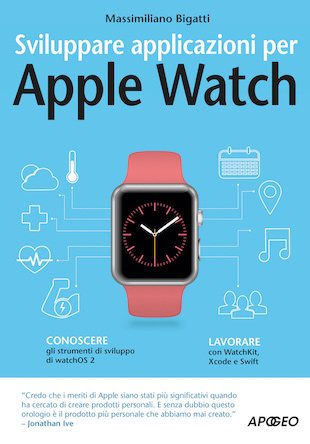 Massimiliano Bigatti
Sviluppare applicazioni per
Apple Watch
CONOSCERE
gli strumenti di sviluppo
di watchOS 2
LAVORARE
con WatchKit,
Xcode e Swift
“Credo che i meriti di Apple siano stati più significativi quando
ha cercato di creare prodotti personali. E senza dubbio questo
orologio è il prodotto più personale che abbiamo mai creato.”
– Jonathan Ive
APOGEO